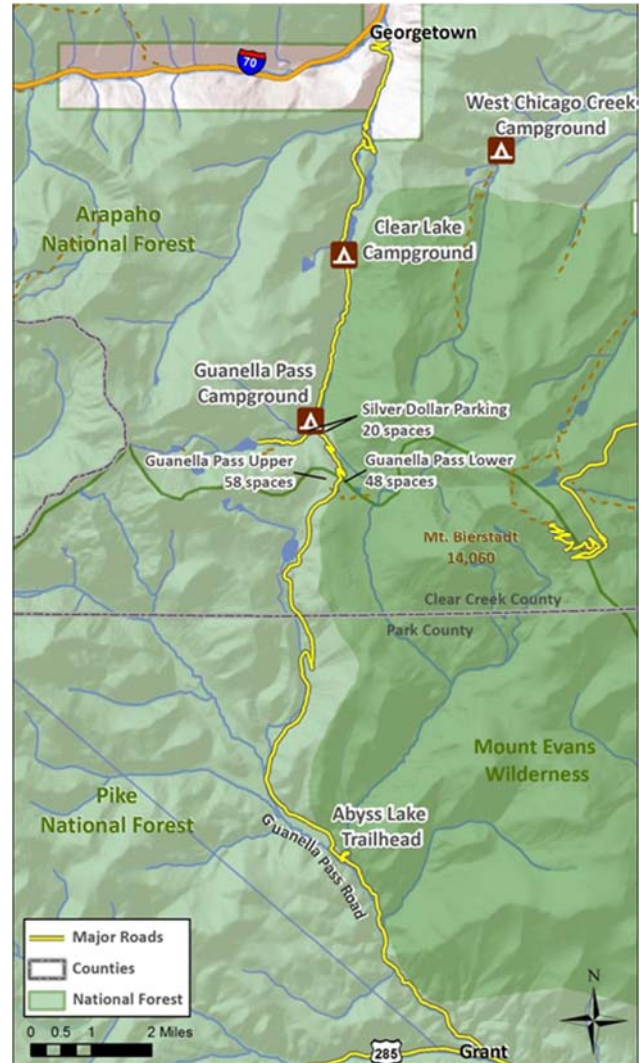 Georgetown
70
West Chicago Creek
Campground
Arapaho
National Forest
Clear Lake
Campground
Guanella Pass
Campground
Silver Dollar Parking
20 spaces
Guanella Pass Upper
58 spaces
Guanella Pass Lower
48 spaces
Mt. Bierstadt
14,060
Clear Creek County
Park County
Mount Evans
Wilderness
Pike
National Forest
Abyss Lake
Trailhead
Guanella Pass Road
Major Roads
Counties
National Forest
0 0.5 1 2 Miles
N
285
Grant